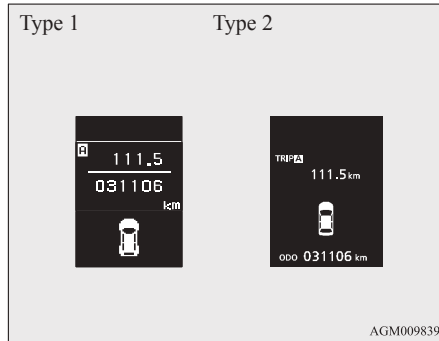 Type 1
Type 2
A
111.5
031106
km
TRIP A
111.5 km
ODO 031106 km
AGM009839